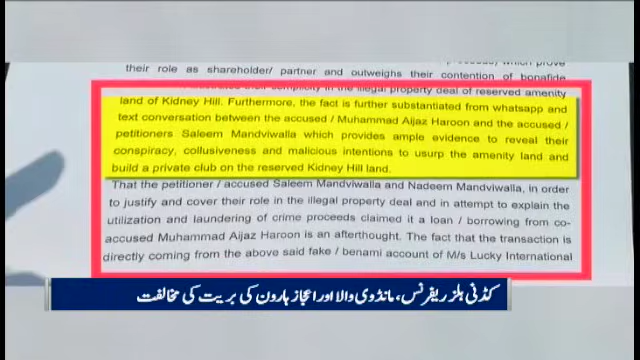 their role as shareholder/ partner and outweighs their contention of bonafide
in the illegal property deal of reserved amenity
land of Kidney Hill. Furthermore, the fact is further substantiated from whatsapp and
text conversation between the accused / Muhammad Aijaz Haroon and the accused /
petitioners Saleem Mandviwalla which provides ample evidence to reveal their
conspiracy, collusiveness and malicious intentions to usurp the amenity land and
build a private club on the reserved Kidney Hill land.
That the petitioner / accused Saleem Mandviwalla and Nadeem Mandviwalla, in order
to justify and cover their role in the illegal property deal and in attempt to explain the
utilization and laundering of crime proceeds claimed it a loan / borrowing from co-
accused Muhammad Aijaz Haroon is an afterthought. The fact that the transaction is
directly coming from the above said fake / benami account of M/s Lucky International
کڈنی ہلز ریفرنس، مانڈوی والا اور اعجاز ہارون کی بریت کی مخالفت